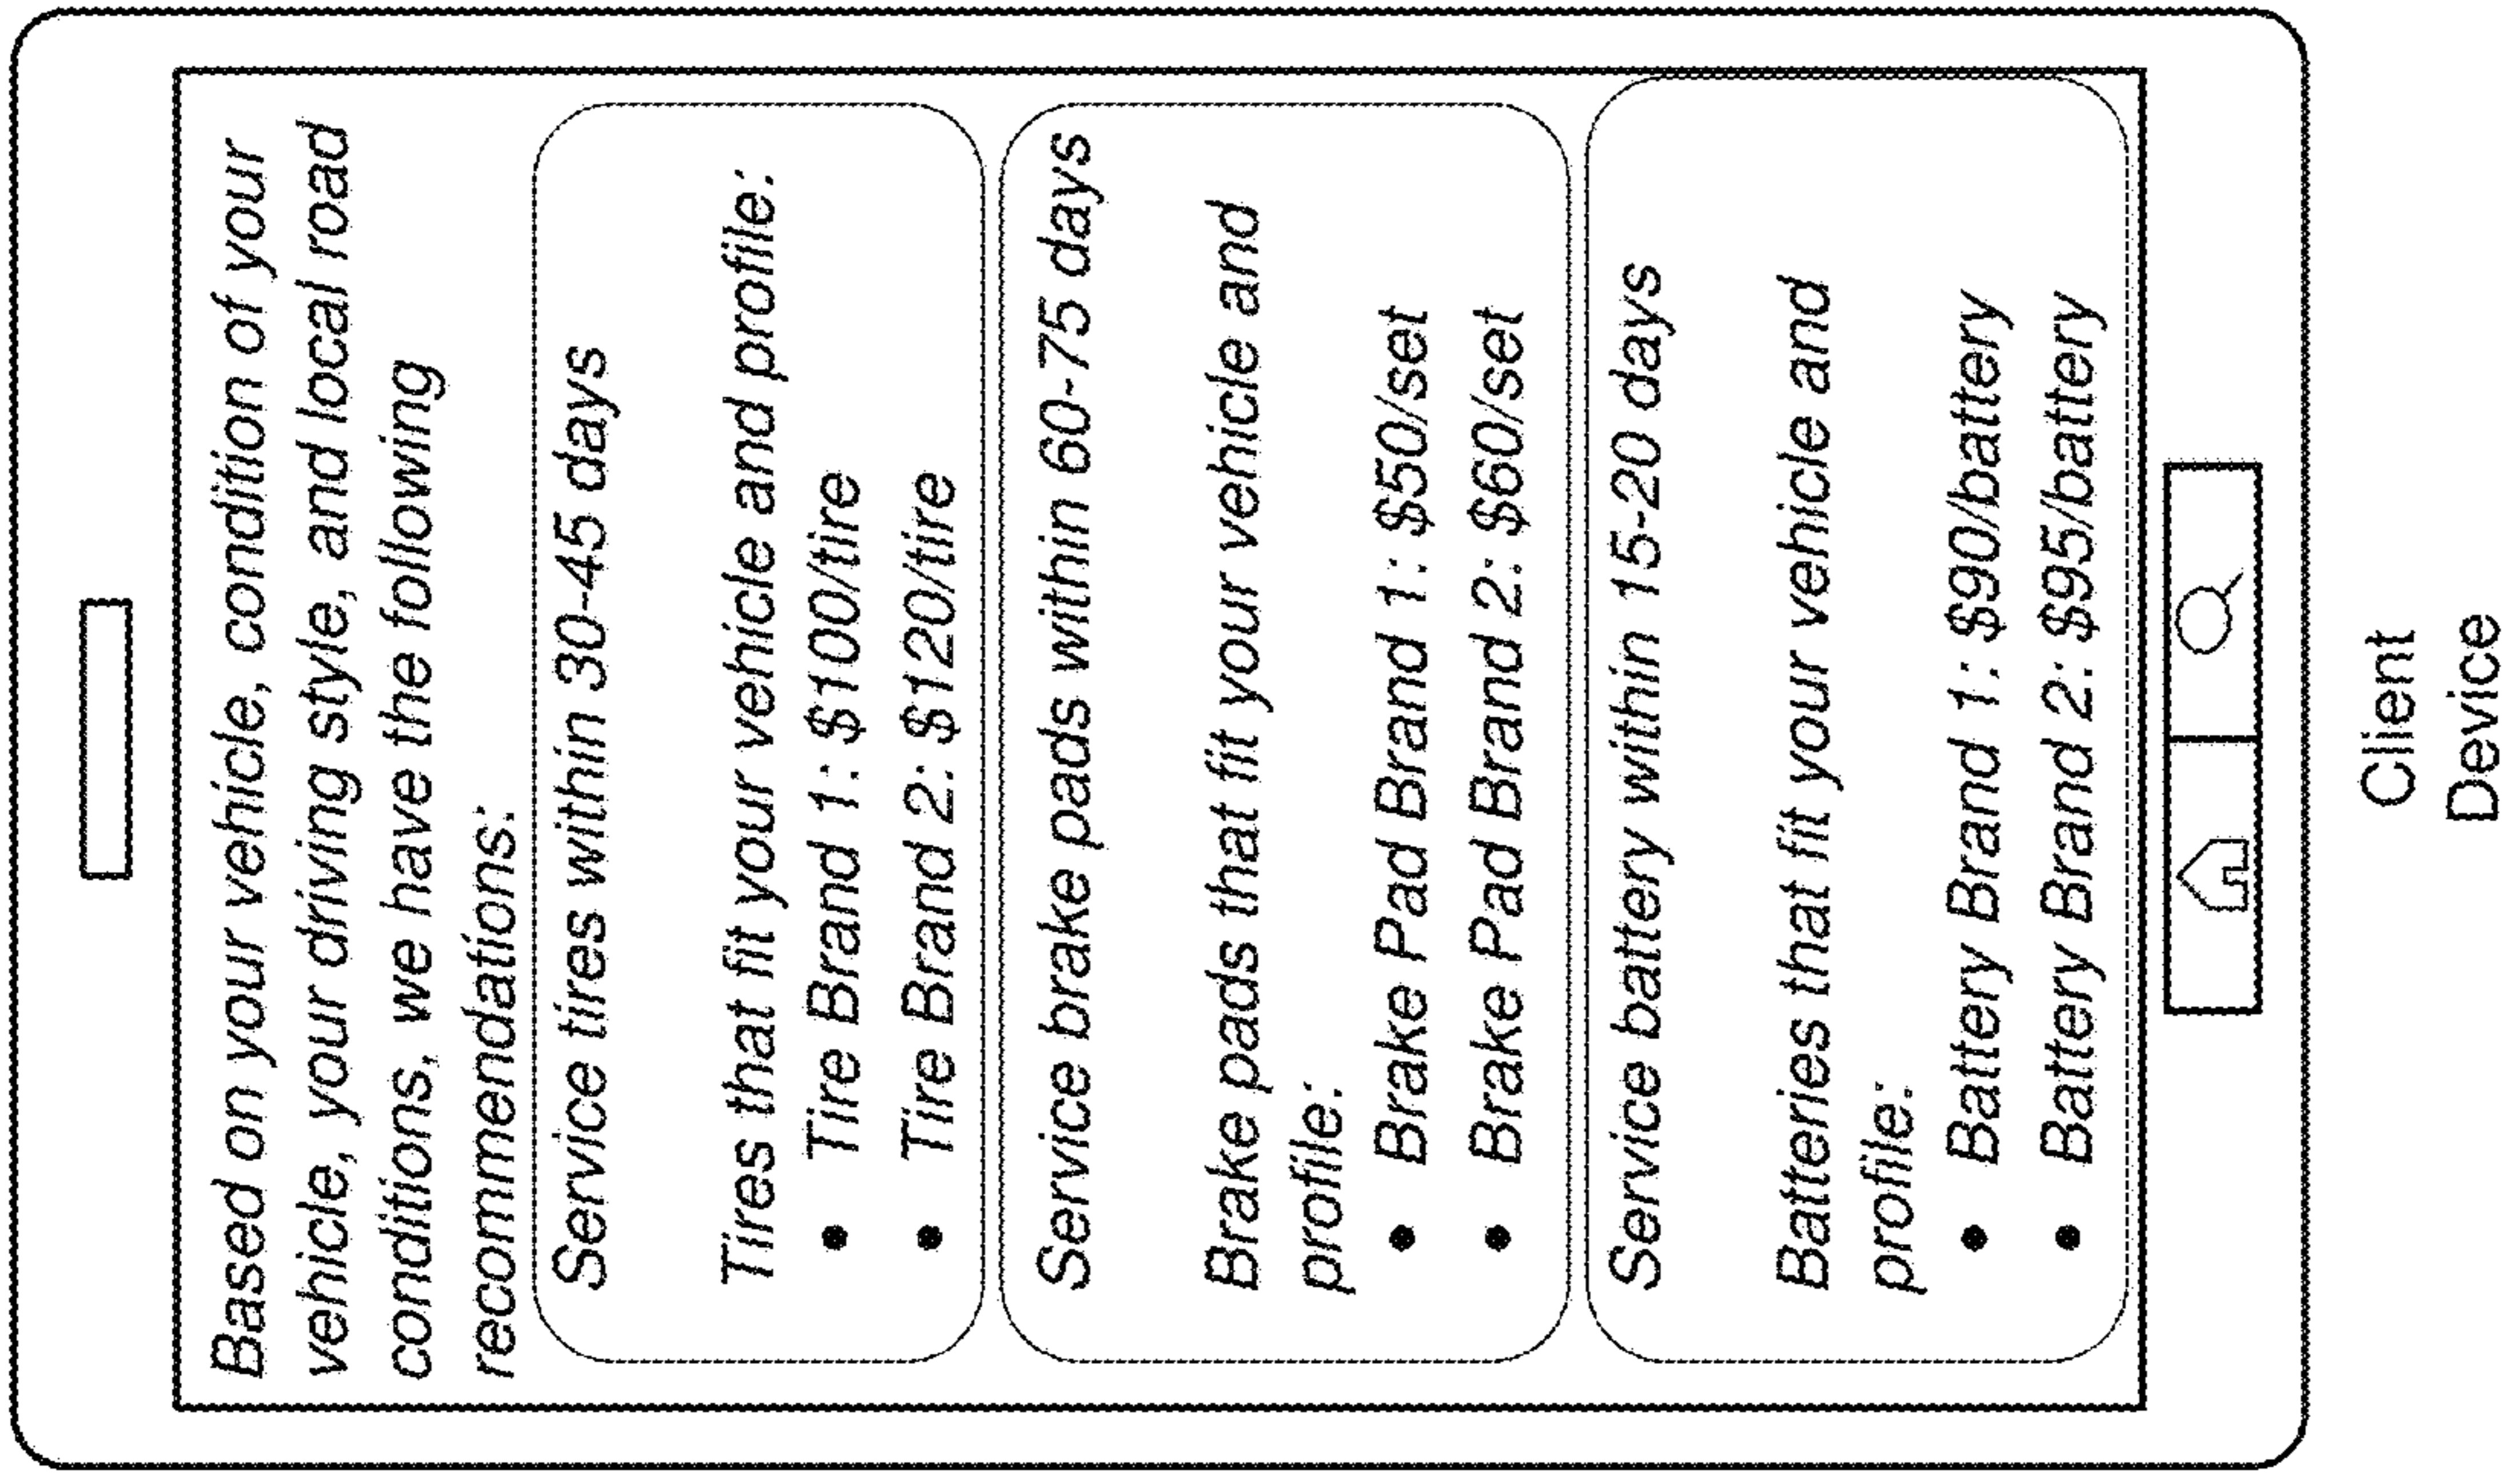 Based on your vehicle, condition of your
vehicle, your driving style, and local road
conditions, we have the following
recommendations:
Service tires within 30-45 days
Tires that fit your vehicle and profile:
• Tire Brand 1: $100/tire
• Tire Brand 2: $120/tire
Service brake pads within 60-75 days
Brake pads that fit your vehicle and
profile:
• Brake Pad Brand 1: $50/set
• Brake Pad Brand 2: $60/set
Service battery within 15-20 days
Batteries that fit your vehicle and
profile:
• Battery Brand 1: $90/battery
• Battery Brand 2: $95/battery
Client
Device